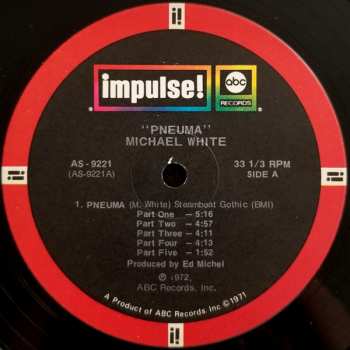 i!
impulse!
abc
RECORDS
"PNEUMA"
MICHAEL WHITE
AS-9221
(AS-9221A)
33 1/3 RPM
SIDE A
1. PNEUMA (M. White) Steamboat Gothic (BMI)
Part One – 5:16
Part Two – 4:57
Part Three – 4:11
Part Four – 4:13
Part Five – 1:52
Produced by Ed Michel
℗ 1972,
ABC Records, Inc.
i!
i!
A Product of ABC Records, Inc ©1971
i!